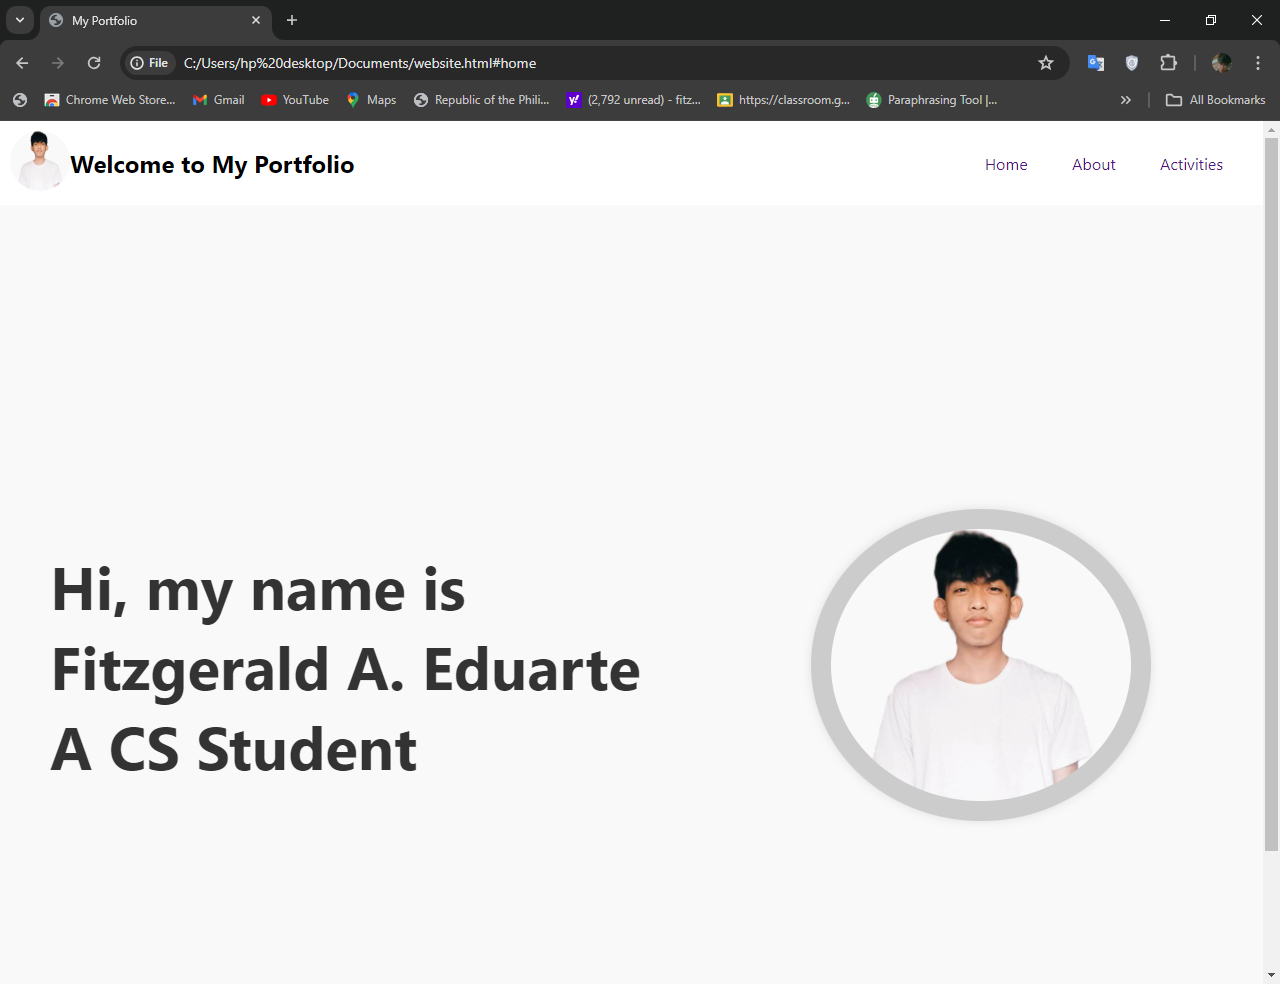 My Portfolio
File C:/Users/hp%20desktop/Documents/website.html#home
Chrome Web Store... Gmail YouTube Maps Republic of the Phili... (2,792 unread) - fitz... https://classroom.g... Paraphrasing Tool |... All Bookmarks
Welcome to My Portfolio Home About Activities
Hi, my name is
Fitzgerald A. Eduarte
A CS Student